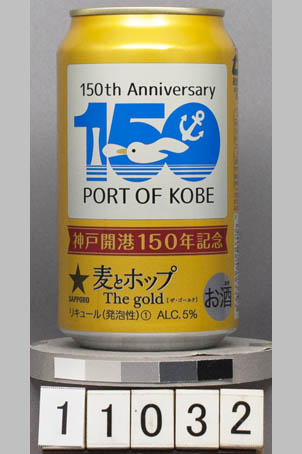 150th Anniversary
150
PORT OF KOBE
神戸開港150年記念
麦とホップ
SAPPORO
The gold [ザ・ゴールド]
お酒
リキュール(発泡性)① ALC.5%
11032